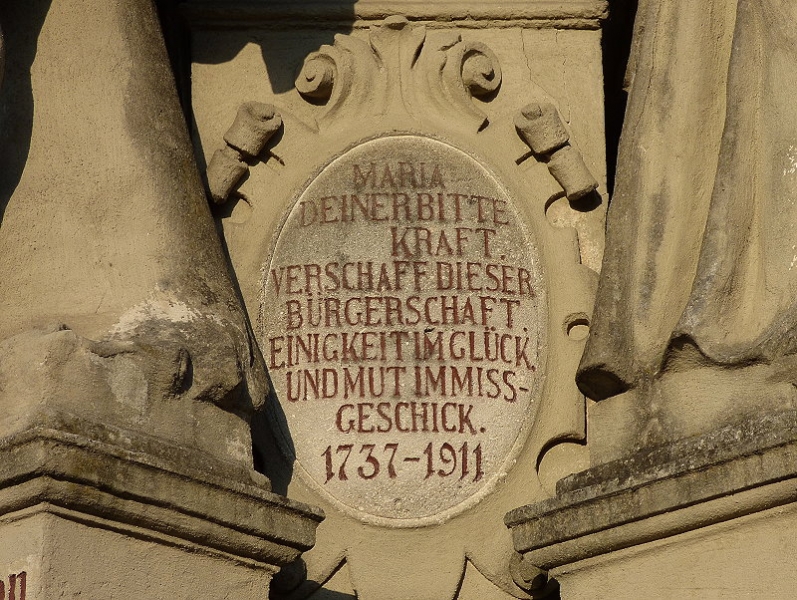 MARIA
DEINER BITTE
KRAFT.
VERSCHAFF DIESER
BÜRGERSCHAFT,
EINIGKEIT IM GLÜCK.
UND MUT IM MISS-
GESCHICK.
1737-1911